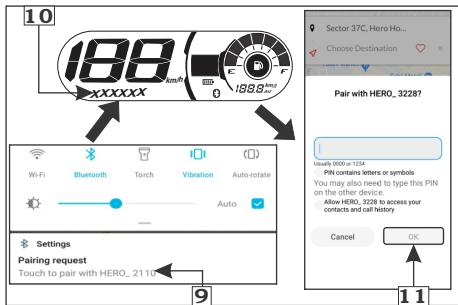 10
188
km/h
XXXXXX
E F
188.8 km/l
AVG
Wi-Fi Bluetooth Torch Vibration Auto-rotate
Auto
Settings
Pairing request
Touch to pair with HERO_ 2110
9
Sector 37C, Hero Ho...
Choose Destination
Pair with HERO_ 3228?
Usually 0000 or 1234
PIN contains letters or symbols
You may also need to type this PIN
on the other device.
Allow HERO_ 3228 to access your
contacts and call history
Cancel OK
11